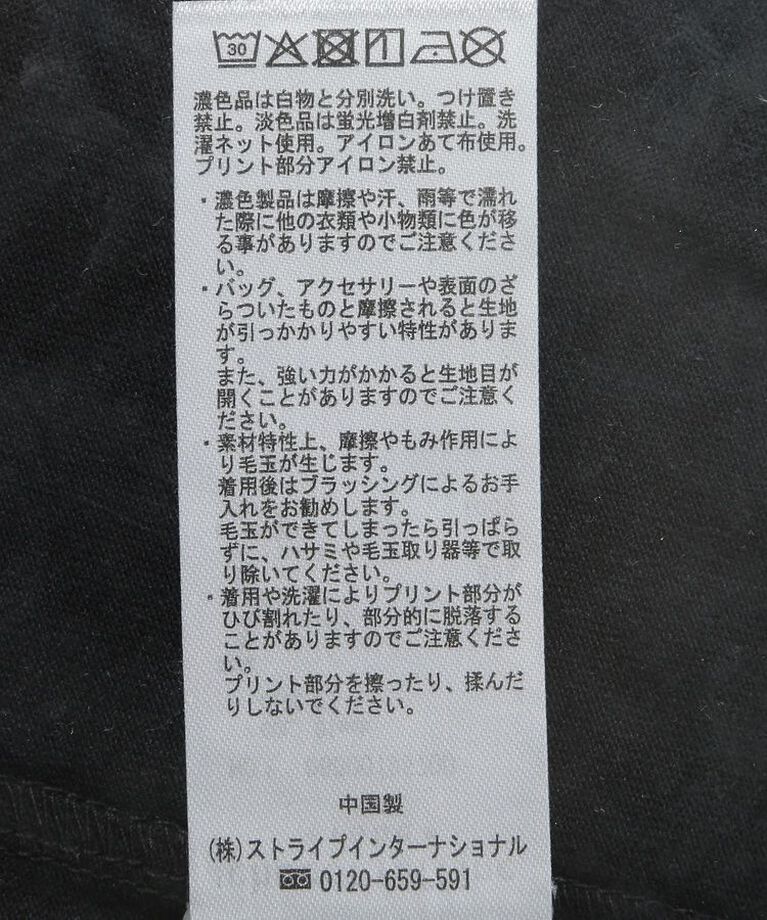 30
濃色品は白物と分別洗い。つけ置き
禁止。淡色品は蛍光増白剤禁止。洗
濯ネット使用。アイロンあて布使用。
プリント部分アイロン禁止。
・濃色製品は摩擦や汗、雨等で濡れ
た際に他の衣類や小物類に色が移
る事がありますのでご注意くださ
い。
・バッグ、アクセサリーや表面のざ
らついたものと摩擦されると生地
が引っかかりやすい特性がありま
す。
また、強い力がかかると生地目が
開くことがありますのでご注意く
ださい。
・素材特性上、摩擦やもみ作用によ
り毛玉が生じます。
着用後はブラッシングによるお手
入れをお勧めします。
毛玉ができてしまったら引っぱら
ずに、ハサミや毛玉取り器等で取
り除いてください。
・着用や洗濯によりプリント部分が
ひび割れたり、部分的に脱落する
ことがありますのでご注意くださ
い。
プリント部分を擦ったり、揉んだ
りしないでください。
中国製
(株)ストライプインターナショナル
0120-659-591